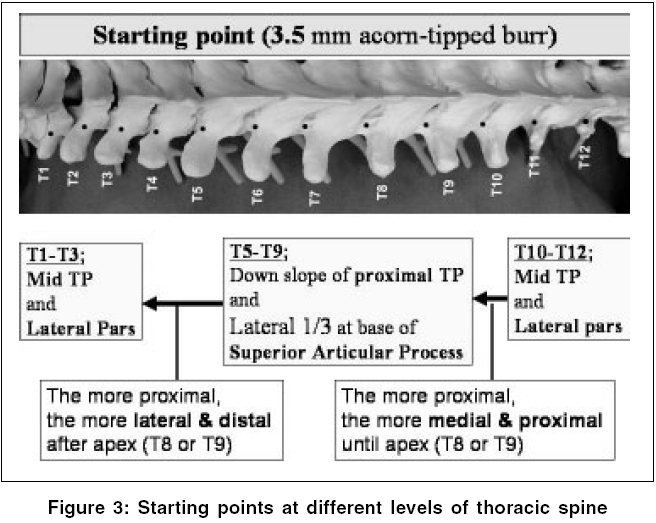 Starting point (3.5 mm acorn-tipped burr)
T1
T2
T3
T4
T5
T6
T7
T8
T9
T10
T11
T12
T1-T3;
Mid TP
and
Lateral Pars
T5-T9;
Down slope of proximal TP
and
Lateral 1/3 at base of
Superior Articular Process
T10-T12;
Mid TP
and
Lateral pars
The more proximal,
the more lateral & distal
after apex (T8 or T9)
The more proximal,
the more medial & proximal
until apex (T8 or T9)
Figure 3: Starting points at different levels of thoracic spine